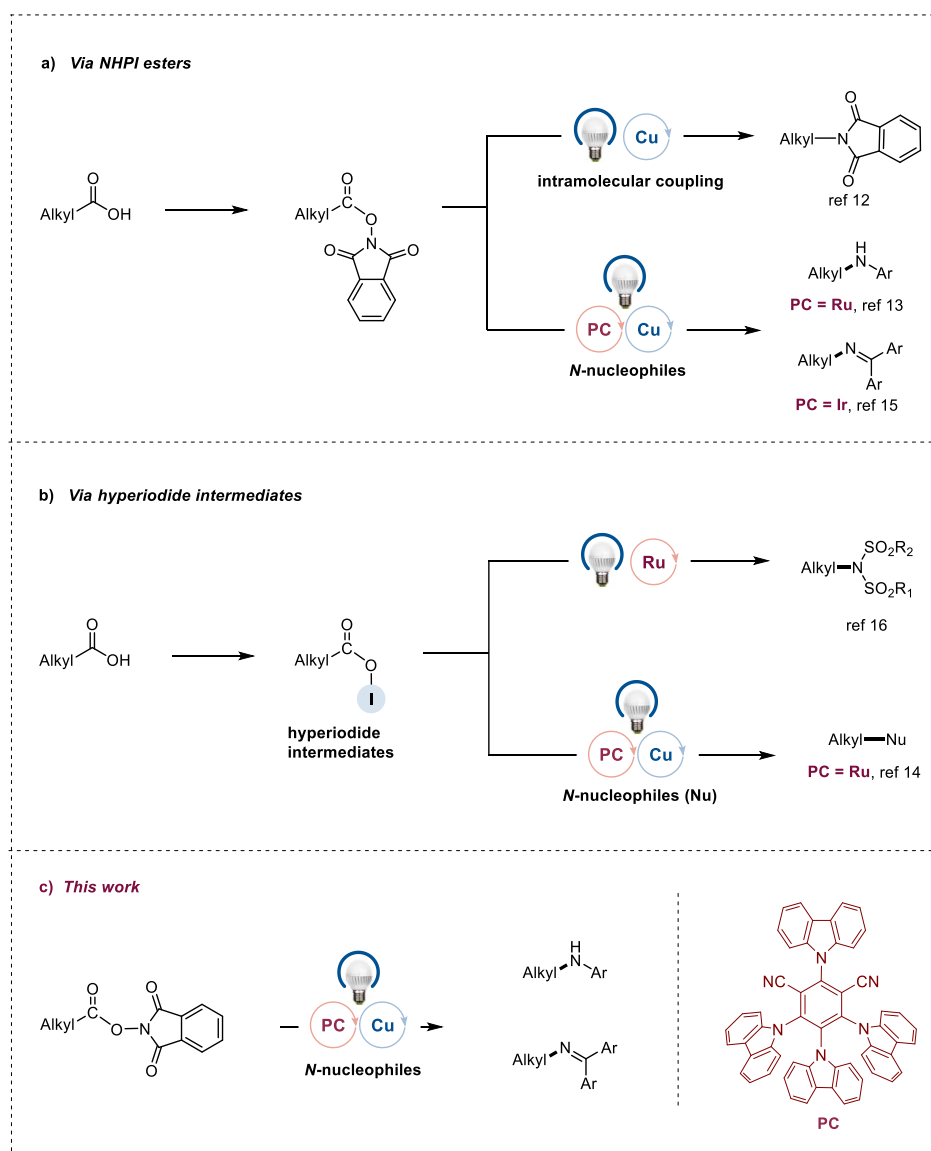 a) Via NHPI esters
Alkyl
O
OH
Alkyl
O
C
O
N
O
O
Cu
intramolecular coupling
Alkyl
N
O
O
ref 12
PC
Cu
N-nucleophiles
Alkyl
H
N
Ar
PC = Ru, ref 13
Alkyl
N
Ar
Ar
PC = Ir, ref 15
b) Via hyperiodide intermediates
Alkyl
O
C
OH
Alkyl
O
C
O
I
hyperiodide
intermediates
Ru
Alkyl
N
SO2R2
SO2R1
ref 16
PC
Cu
N-nucleophiles (Nu)
Alkyl
Nu
PC = Ru, ref 14
c) This work
Alkyl
O
C
O
N
O
O
PC
Cu
N-nucleophiles
Alkyl
H
N
Ar
Alkyl
N
Ar
Ar
N
NC
CN
N
N
N
PC